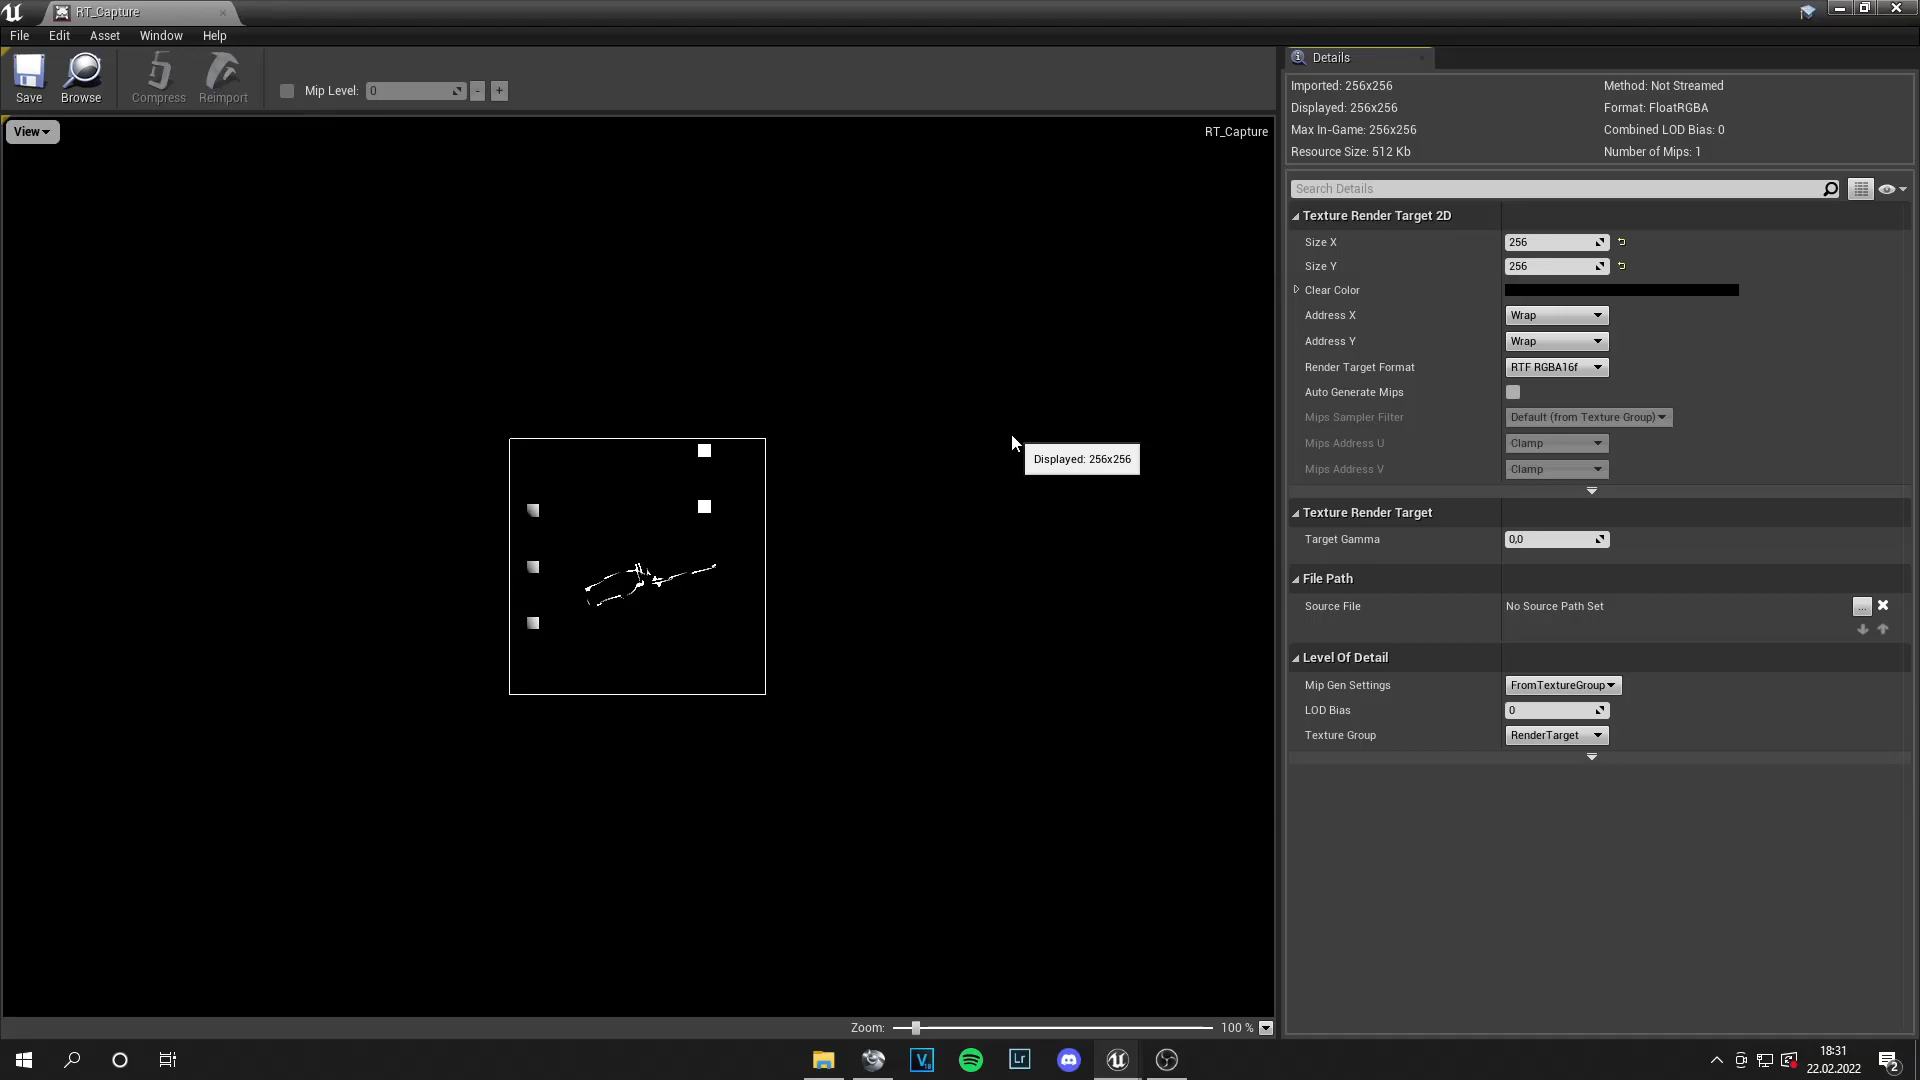 RT_Capture
File Edit Asset Window Help
Save Browse Compress Reimport
Mip Level: 0 - +
View
RT_Capture
Displayed: 256x256
Zoom: 100 %
Details
Imported: 256x256 Method: Not Streamed
Displayed: 256x256 Format: FloatRGBA
Max In-Game: 256x256 Combined LOD Bias: 0
Resource Size: 512 Kb Number of Mips: 1
Search Details
Texture Render Target 2D
Size X 256
Size Y 256
Clear Color
Address X Wrap
Address Y Wrap
Render Target Format RTF RGBA16f
Auto Generate Mips
Mips Sampler Filter Default (from Texture Group)
Mips Address U Clamp
Mips Address V Clamp
Texture Render Target
Target Gamma 0,0
File Path
Source File No Source Path Set ...
Level Of Detail
Mip Gen Settings FromTextureGroup
LOD Bias 0
Texture Group RenderTarget
Lr
18:31
22.02.2022
2